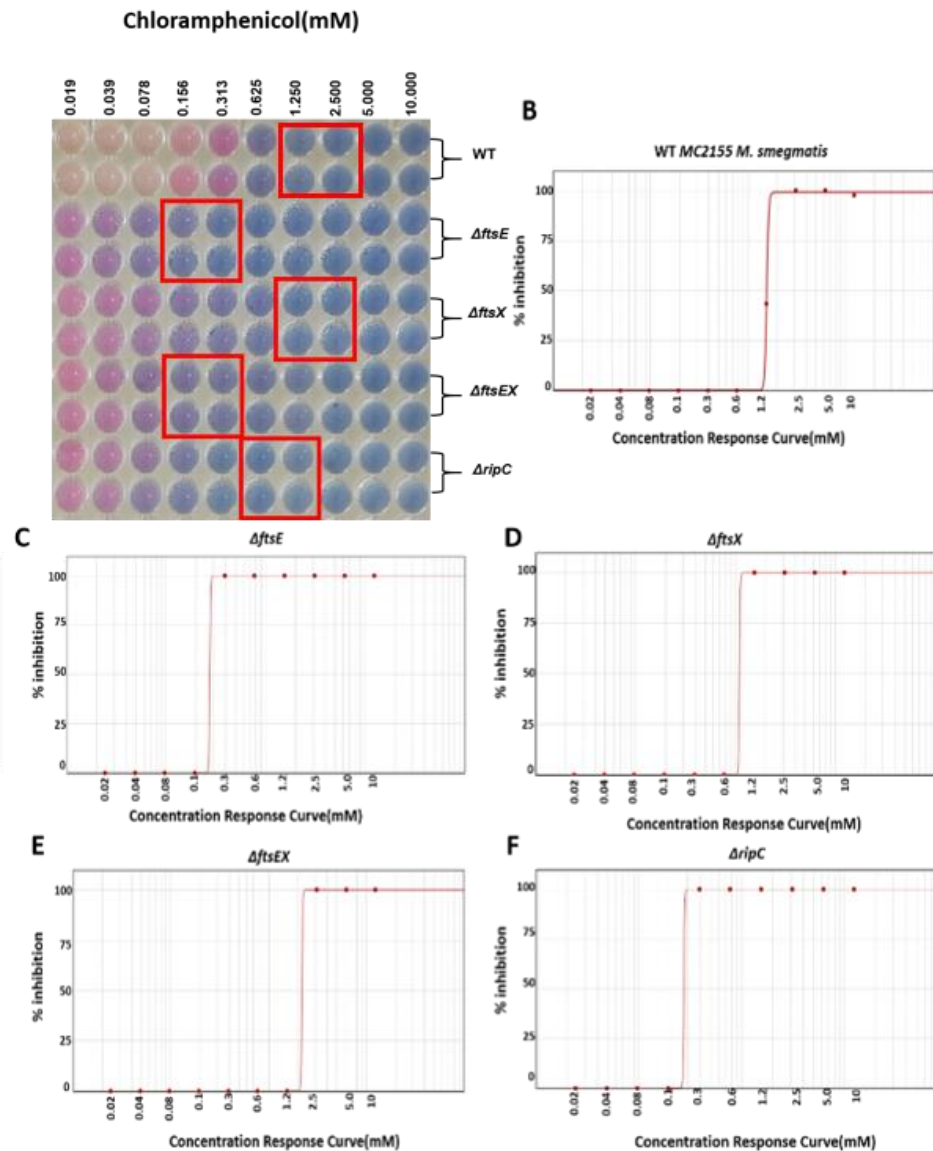 Chloramphenicol(mM)
0.019 0.039 0.078 0.156 0.313 0.625 1.250 2.500 5.000 10.000
WT
ΔftsE
ΔftsX
ΔftsEX
ΔripC
B
WT MC2155 M. smegmatis
% inhibition
100
75
50
25
0
0.02 0.04 0.08 0.1 0.3 0.6 1.2 2.5 5.0 10
Concentration Response Curve(mM)
C
ΔftsE
% inhibition
100
75
50
25
0
0.02 0.04 0.08 0.1 0.3 0.6 1.2 2.5 5.0 10
Concentration Response Curve(mM)
D
ΔftsX
% inhibition
100
75
50
25
0
0.02 0.04 0.08 0.1 0.3 0.6 1.2 2.5 5.0 10
Concentration Response Curve(mM)
E
ΔftsEX
% inhibition
100
75
50
25
0
0.02 0.04 0.08 0.1 0.3 0.6 1.2 2.5 5.0 10
Concentration Response Curve(mM)
F
ΔripC
% inhibition
100
75
50
25
0
0.02 0.04 0.08 0.1 0.3 0.6 1.2 2.5 5.0 10
Concentration Response Curve(mM)